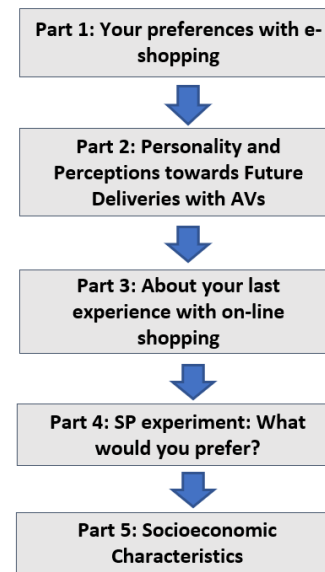 Part 1: Your preferences with e-
shopping
Part 2: Personality and
Perceptions towards Future
Deliveries with AVs
Part 3: About your last
experience with on-line
shopping
Part 4: SP experiment: What
would you prefer?
Part 5: Socioeconomic
Characteristics